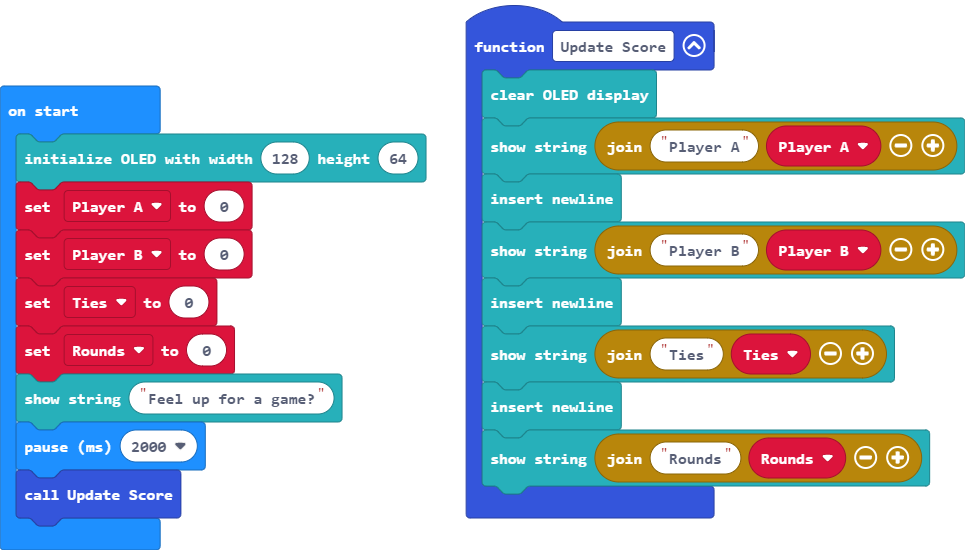 on start
initialize OLED with width 128 height 64
set Player A to 0
set Player B to 0
set Ties to 0
set Rounds to 0
show string "Feel up for a game?"
pause (ms) 2000
call Update Score
function Update Score
clear OLED display
show string join "Player A" Player A
insert newline
show string join "Player B" Player B
insert newline
show string join "Ties" Ties
insert newline
show string join "Rounds" Rounds